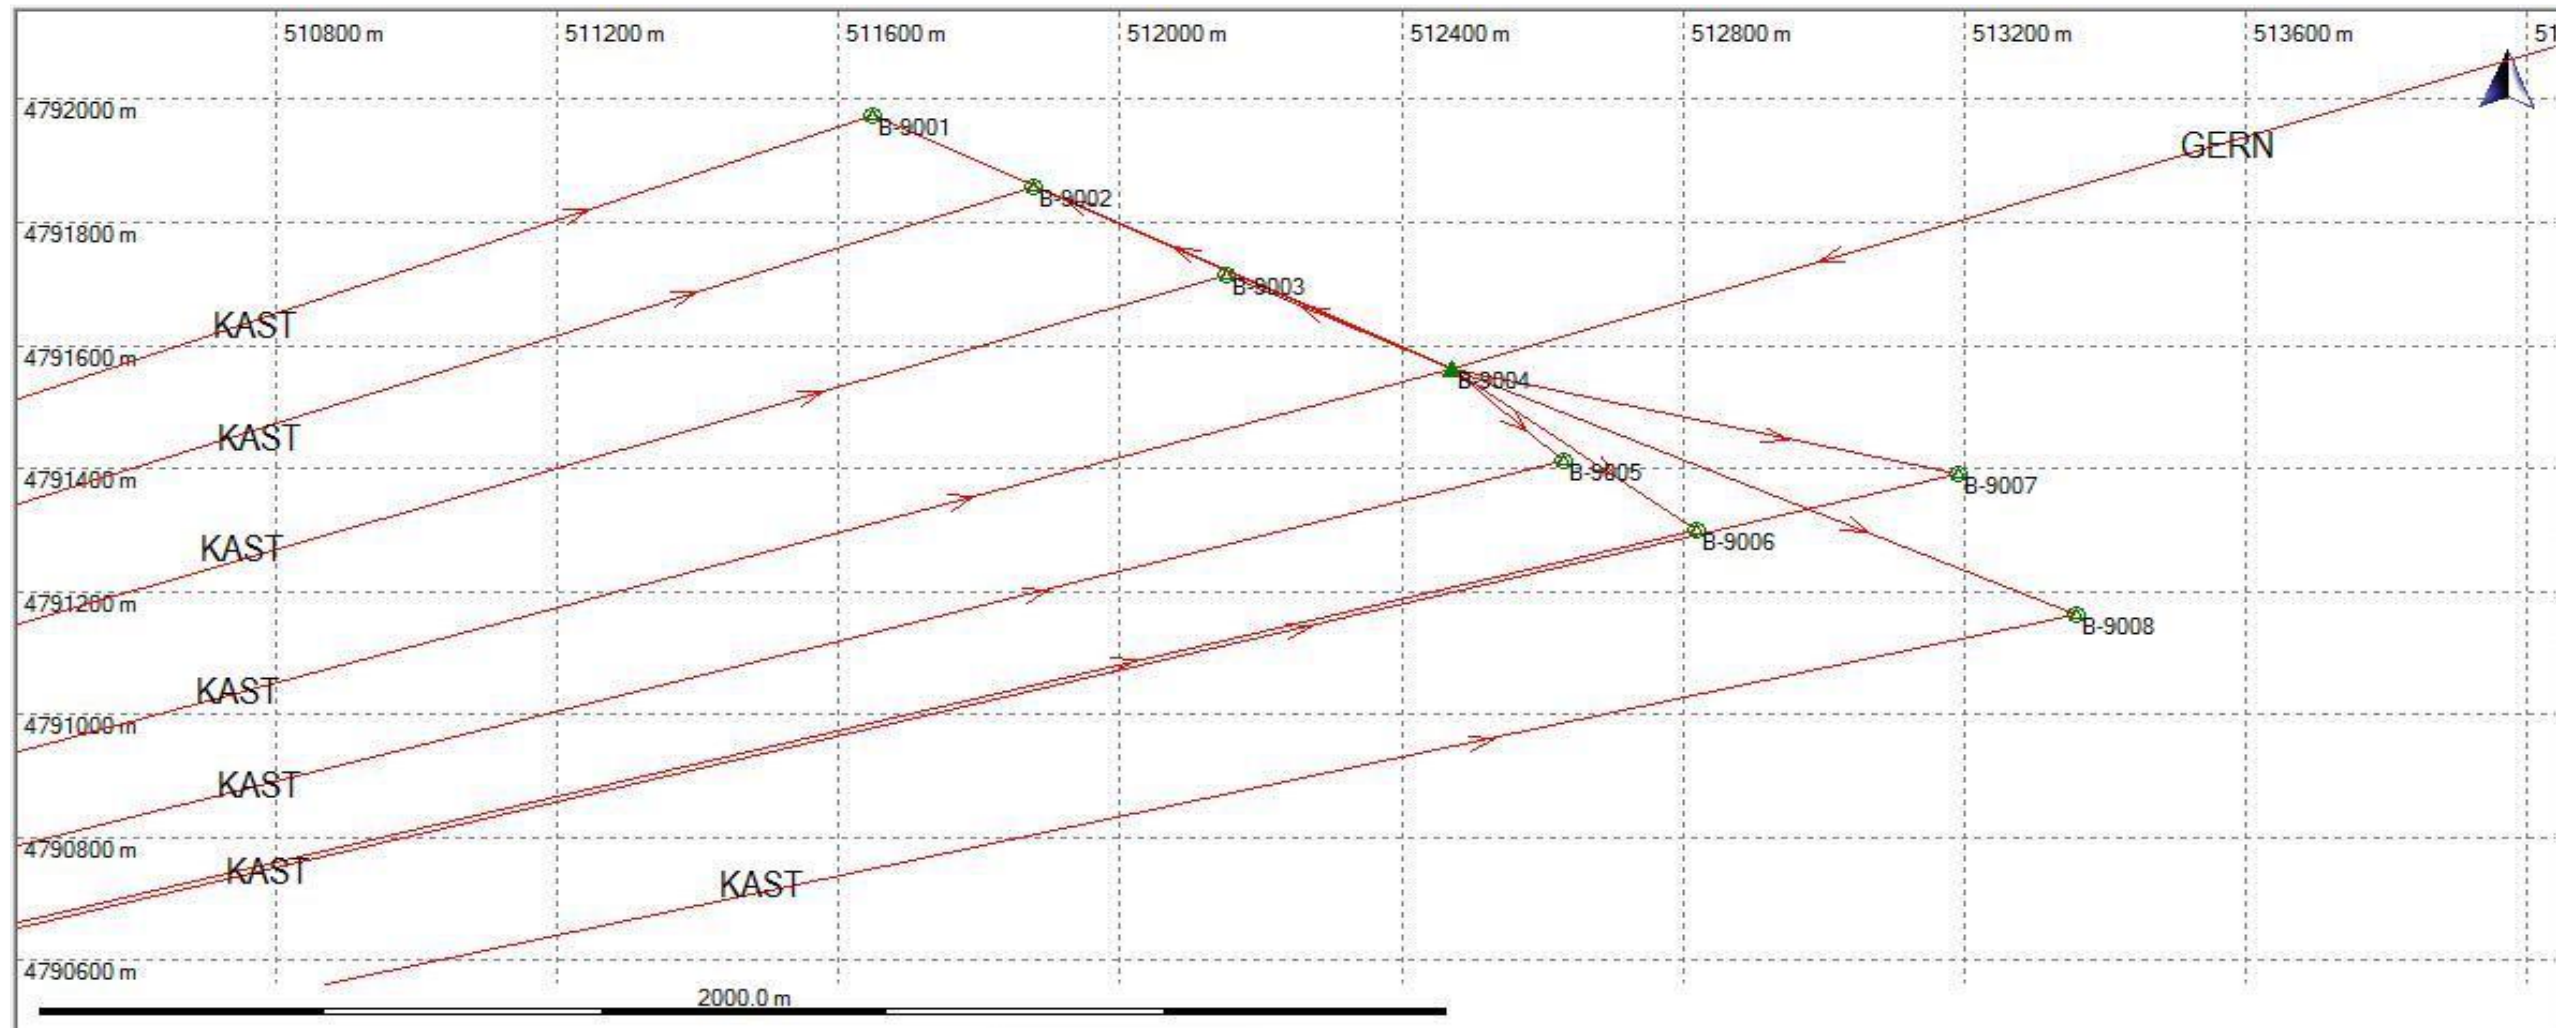 510800 m
511200 m
511600 m
512000 m
512400 m
512800 m
513200 m
513600 m
51
4792000 m
B-9001
GERN
B-9002
4791800 m
B-9003
KAST
4791600 m
B-9004
KAST
4791400 m
B-9005
B-9007
B-9006
KAST
4791200 m
B-9008
KAST
4791000 m
KAST
4790800 m
KAST
KAST
4790600 m
2000.0 m